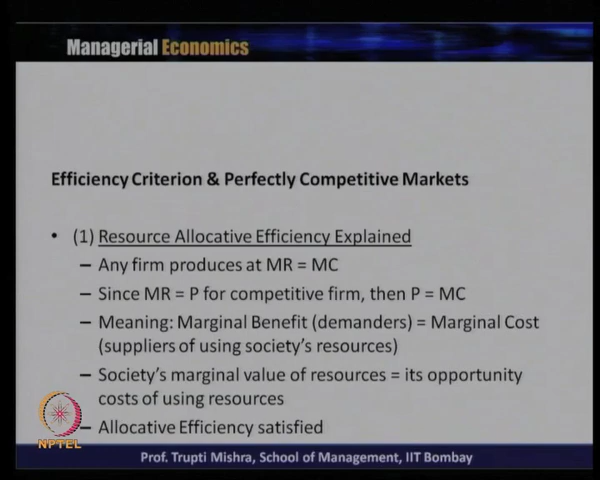 Managerial Economics
Efficiency Criterion & Perfectly Competitive Markets
• (1) Resource Allocative Efficiency Explained
– Any firm produces at MR = MC
– Since MR = P for competitive firm, then P = MC
– Meaning: Marginal Benefit (demanders) = Marginal Cost
(suppliers of using society's resources)
– Society's marginal value of resources = its opportunity
costs of using resources
– Allocative Efficiency satisfied
NPTEL
Prof. Trupti Mishra, School of Management, IIT Bombay